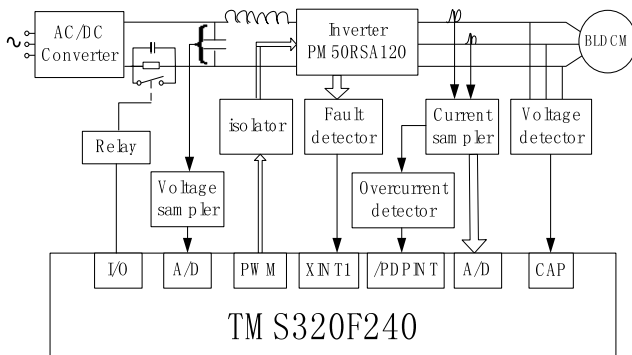 AC/DC
Converter
Inverter
PM50RSA120
BLDCM
Relay
isolator
Fault
detector
Current
sampler
Voltage
detector
Voltage
sampler
Overcurrent
detector
I/O
A/D
PWM
XINT1
/PDPINT
A/D
CAP
TMS320F240